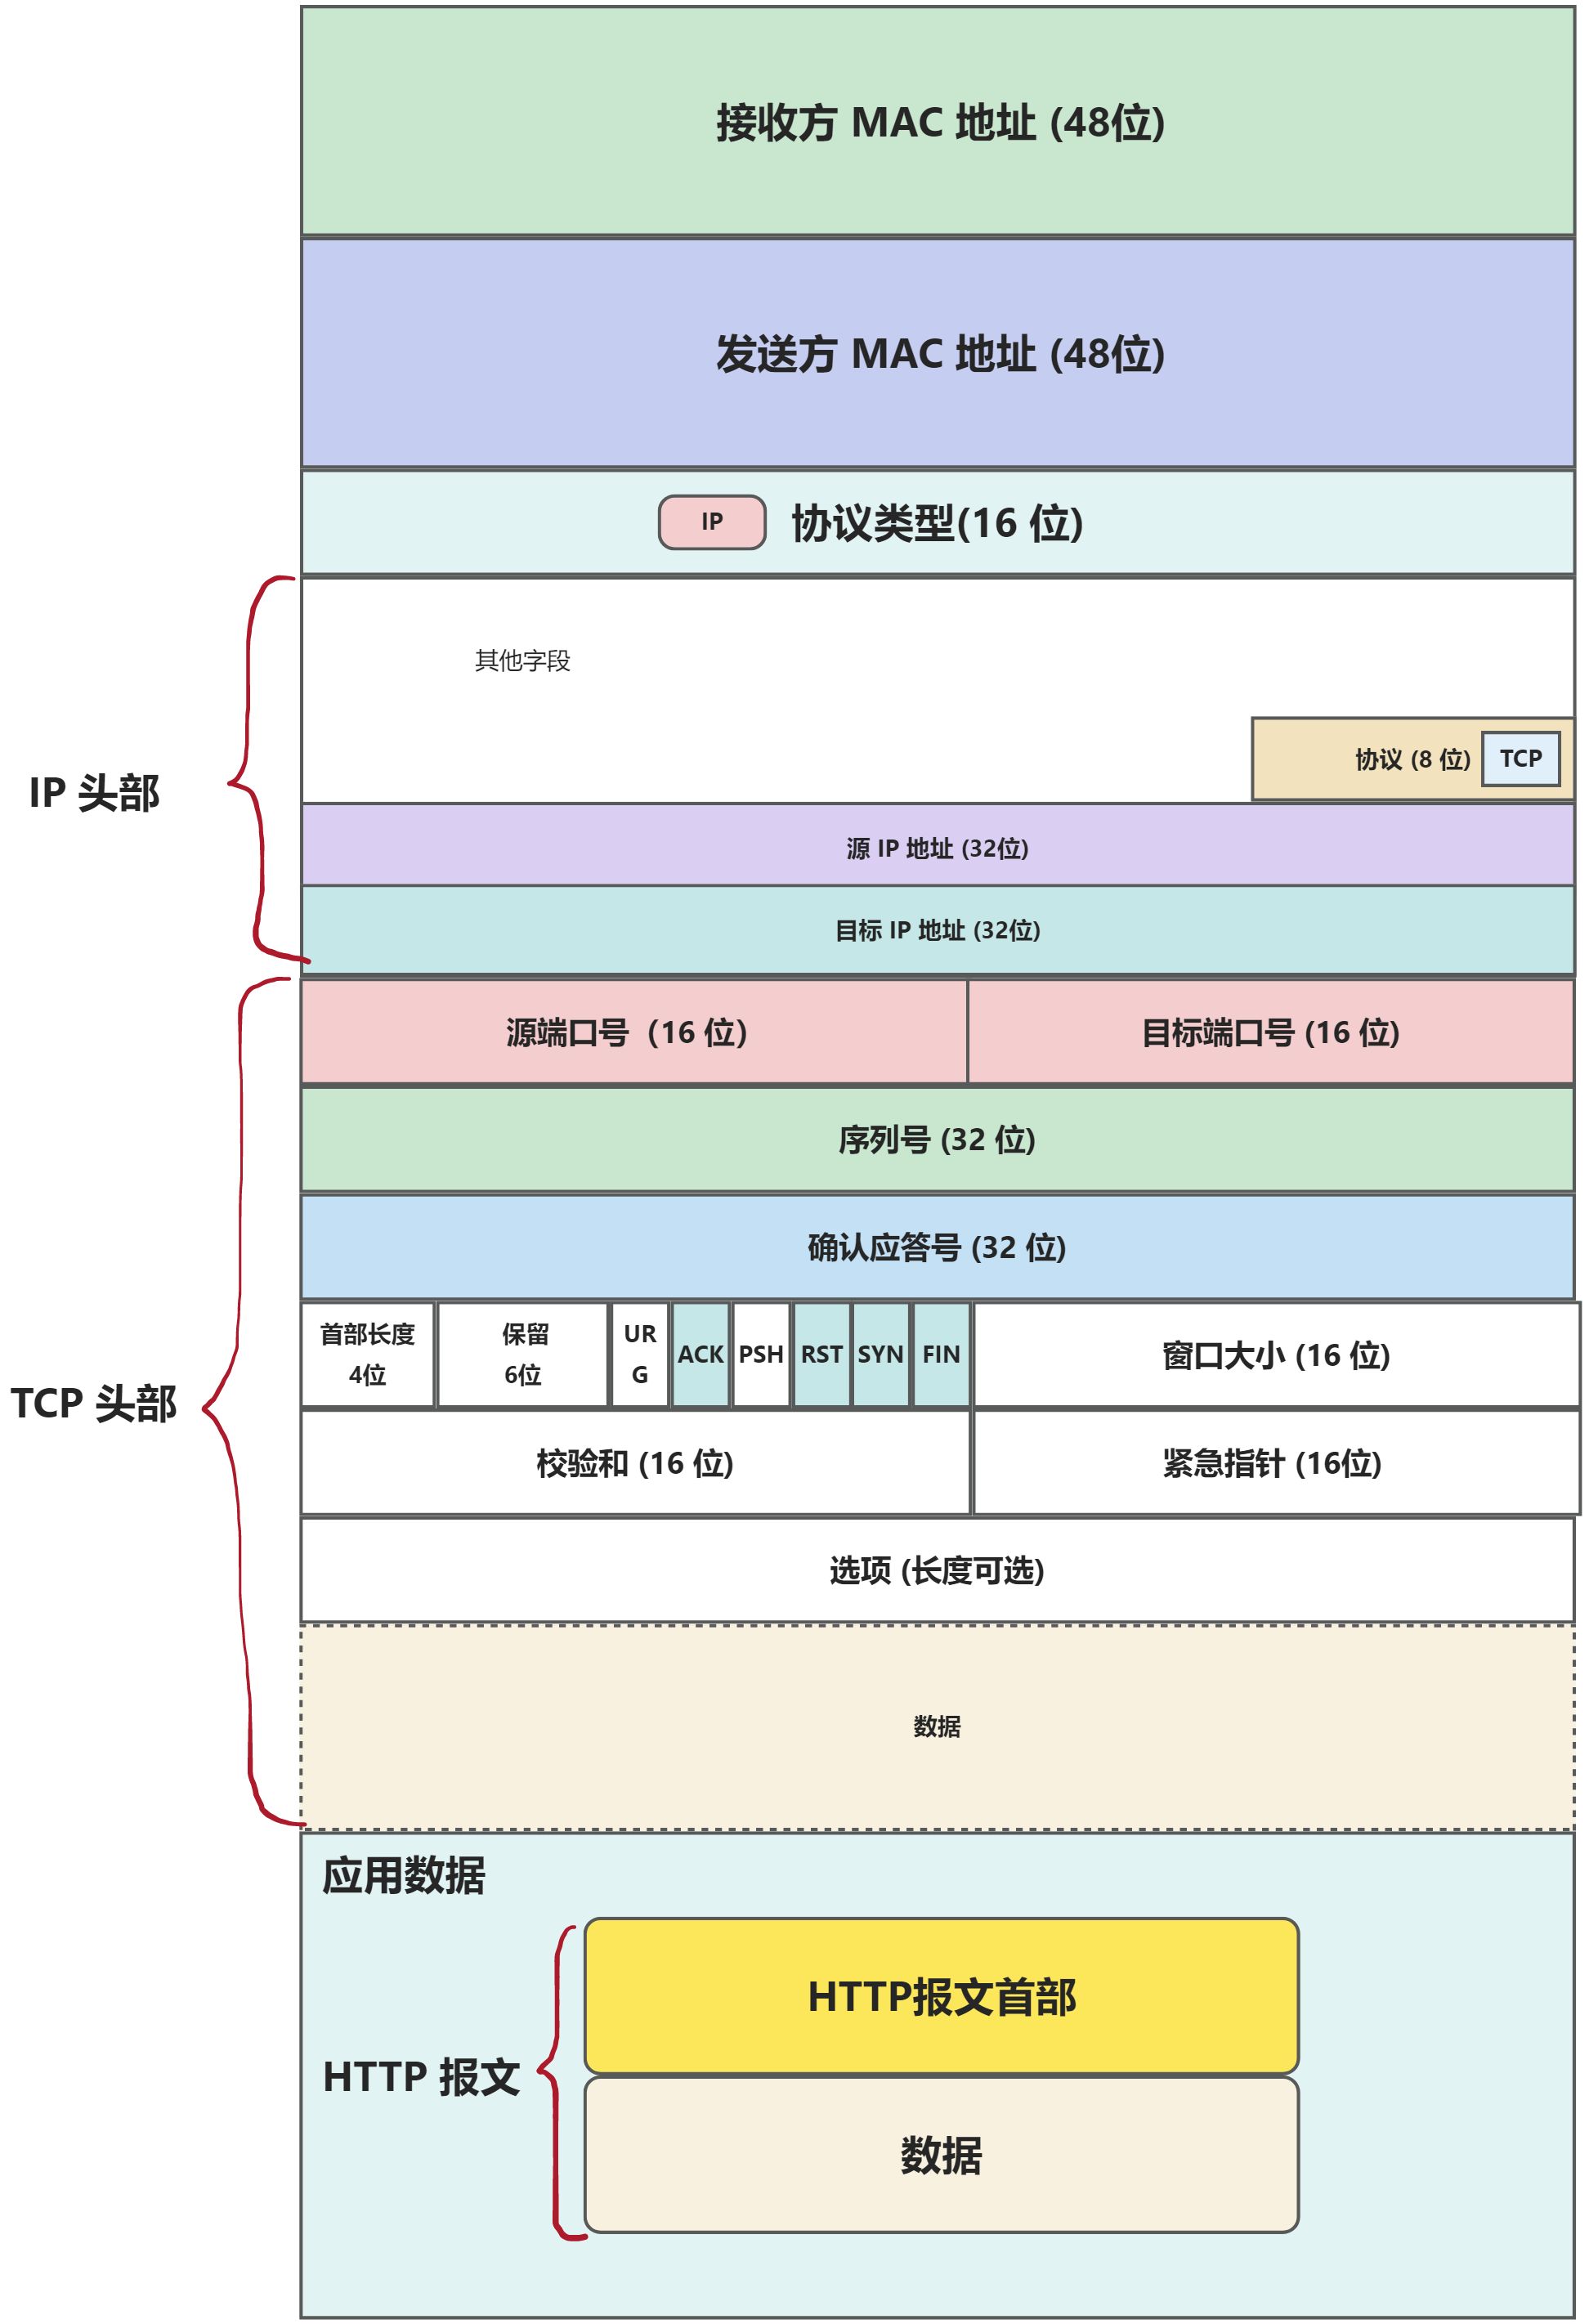 接收方 MAC 地址 (48位)
发送方 MAC 地址 (48位)
IP 协议类型(16 位)
其他字段
协议 (8 位) TCP
IP 头部
源 IP 地址 (32位)
目标 IP 地址 (32位)
源端口号（16 位）
目标端口号 (16 位)
序列号 (32 位)
确认应答号 (32 位)
首部长度
4位
保留
6位
UR
G
ACK
PSH
RST
SYN
FIN
窗口大小 (16 位)
TCP 头部
校验和 (16 位)
紧急指针 (16位)
选项 (长度可选)
数据
应用数据
HTTP报文首部
HTTP 报文
数据